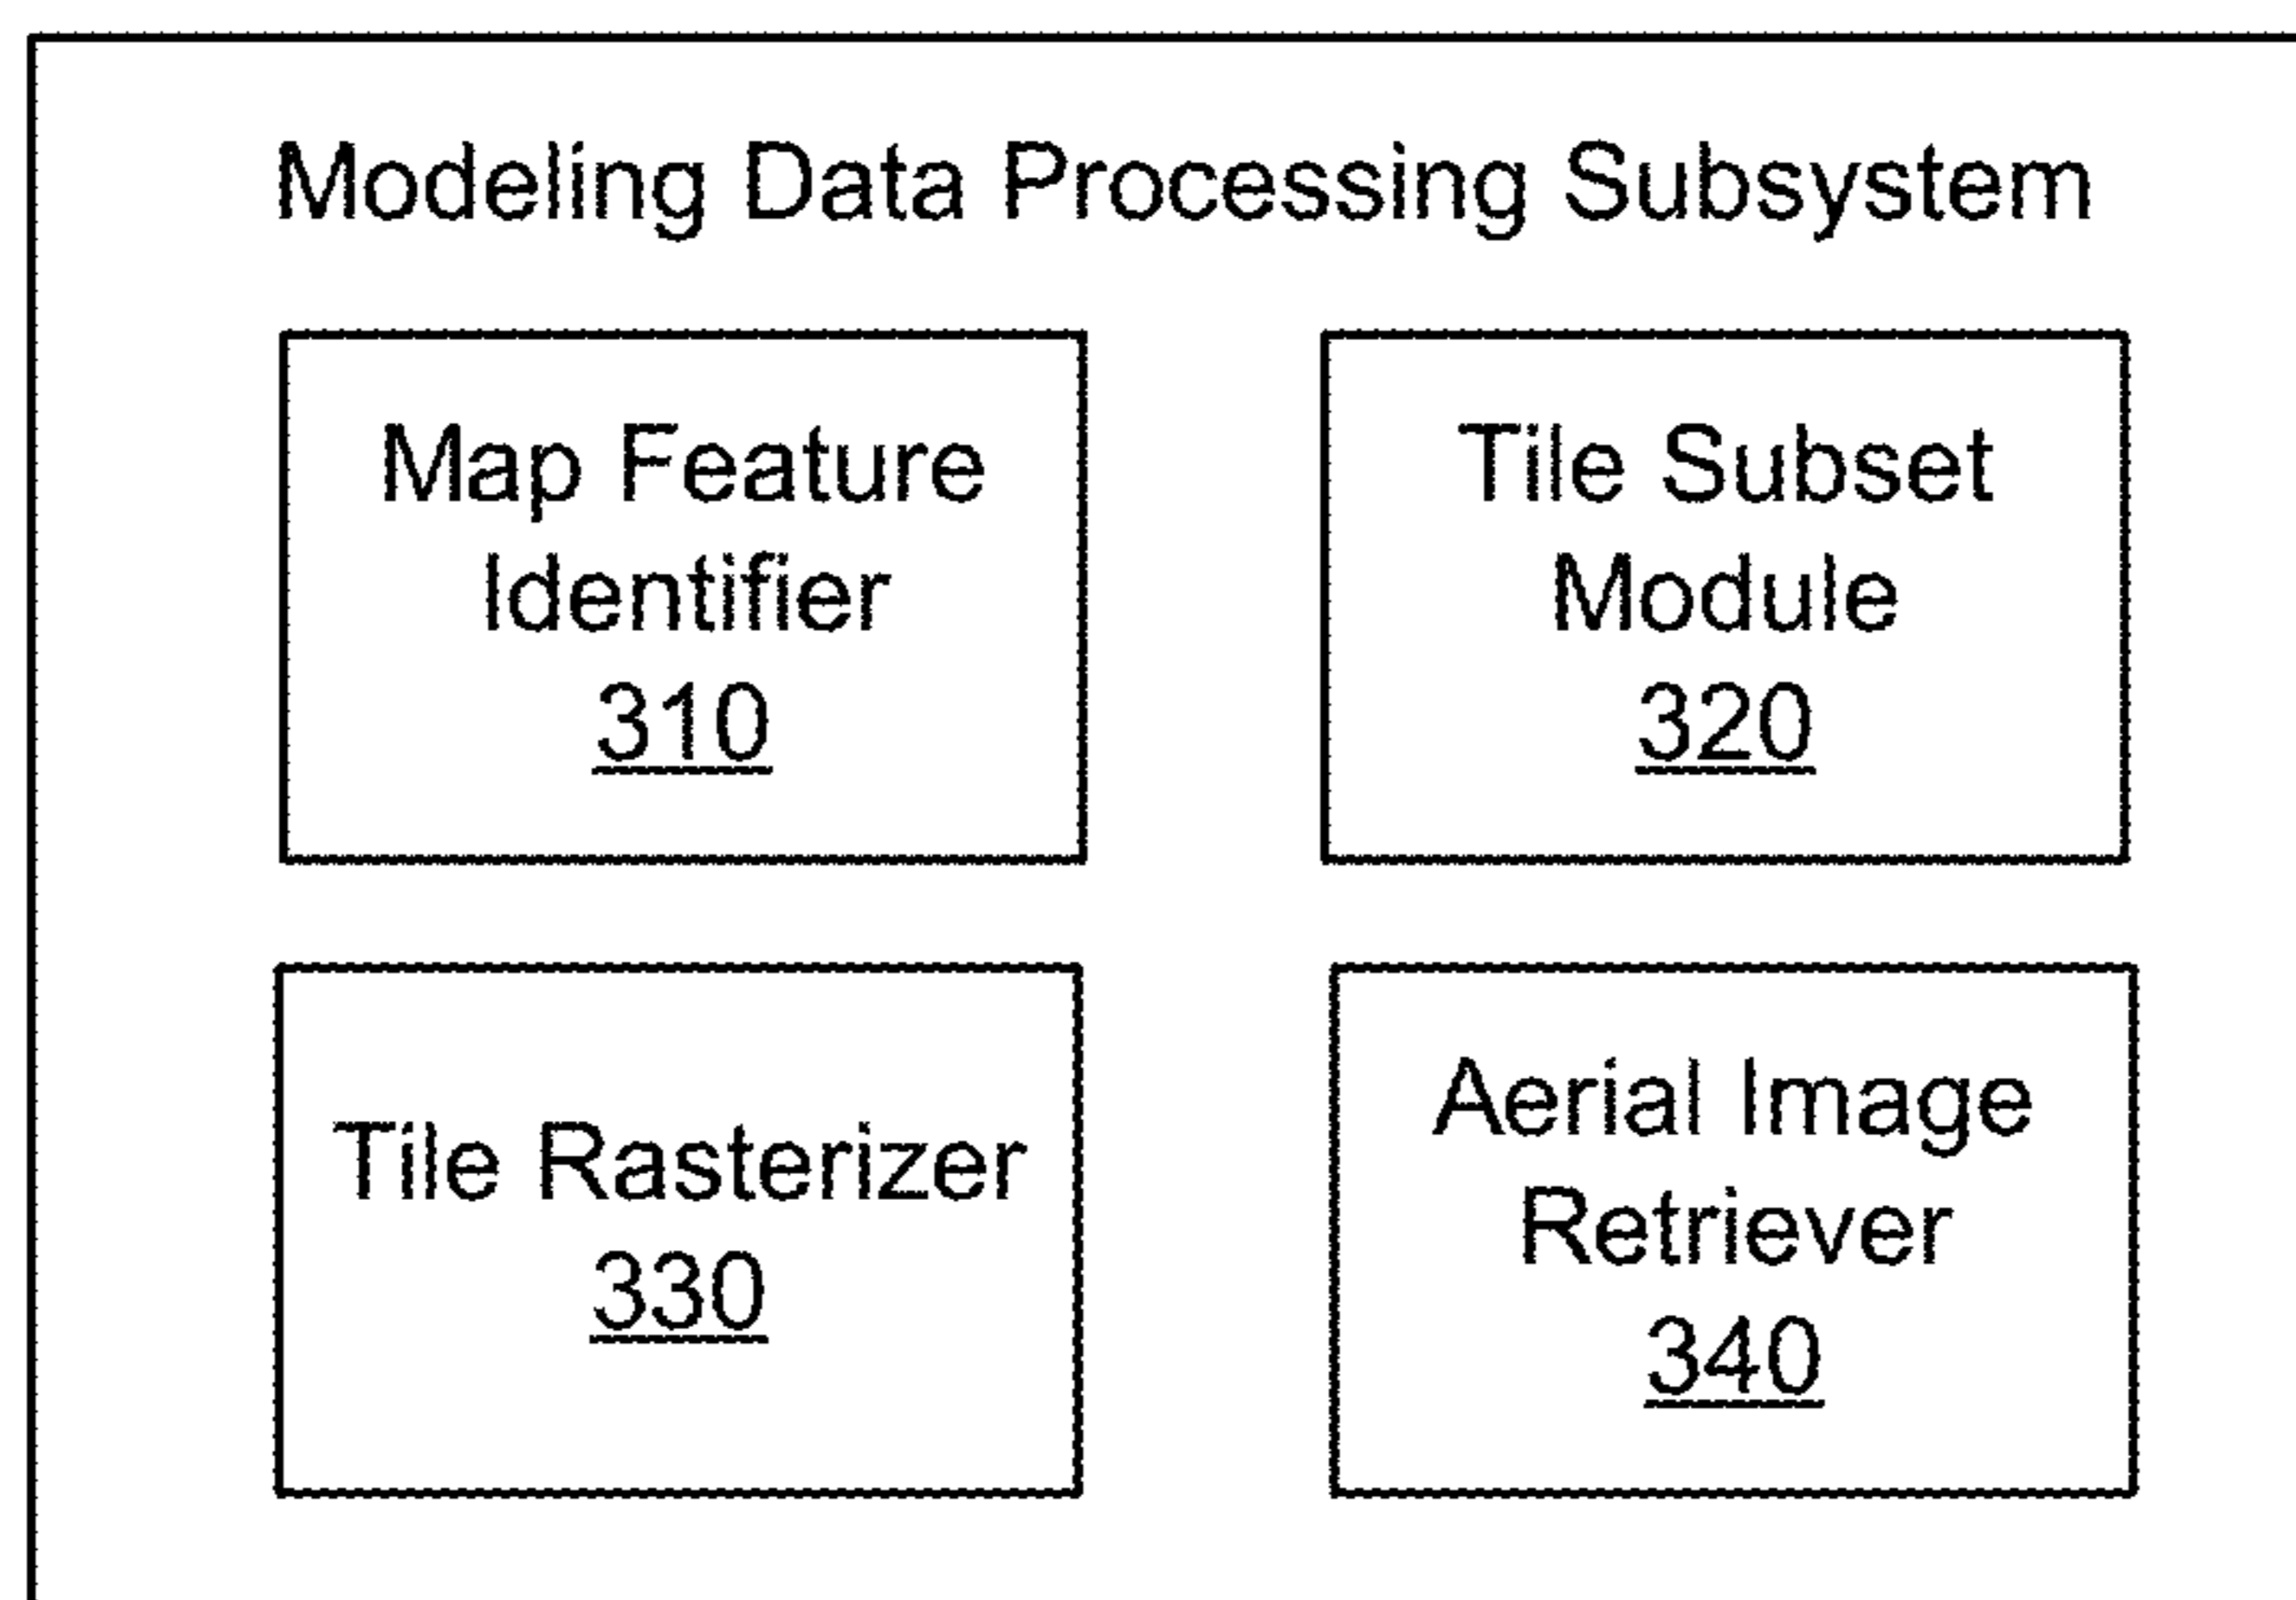 Modeling Data Processing Subsystem
Map Feature
Identifier
310
Tile Subset
Module
320
Tile Rasterizer
330
Aerial Image
Retriever
340